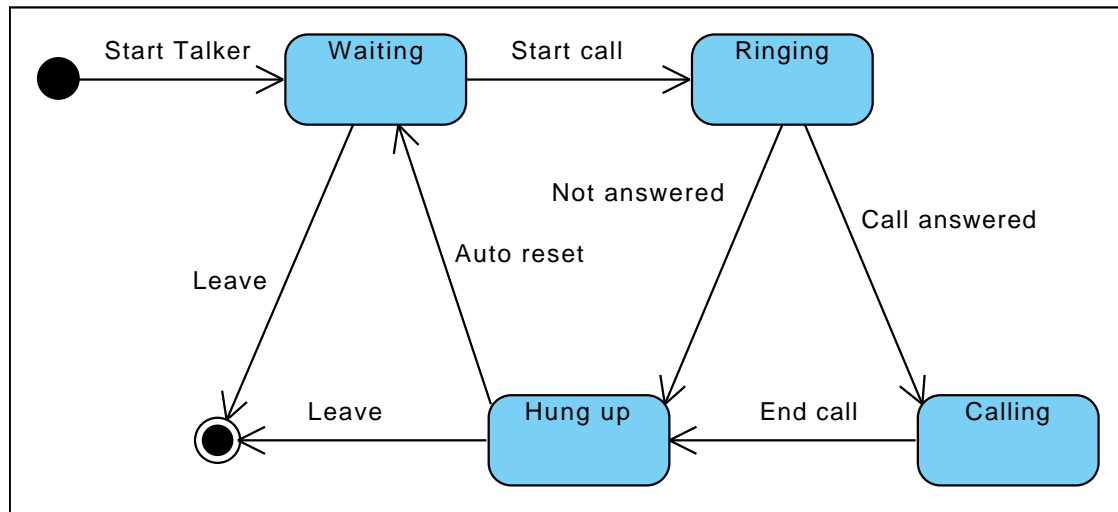 Start Talker
Waiting
Start call
Ringing
Not answered
Call answered
Auto reset
Leave
Leave
Hung up
End call
Calling